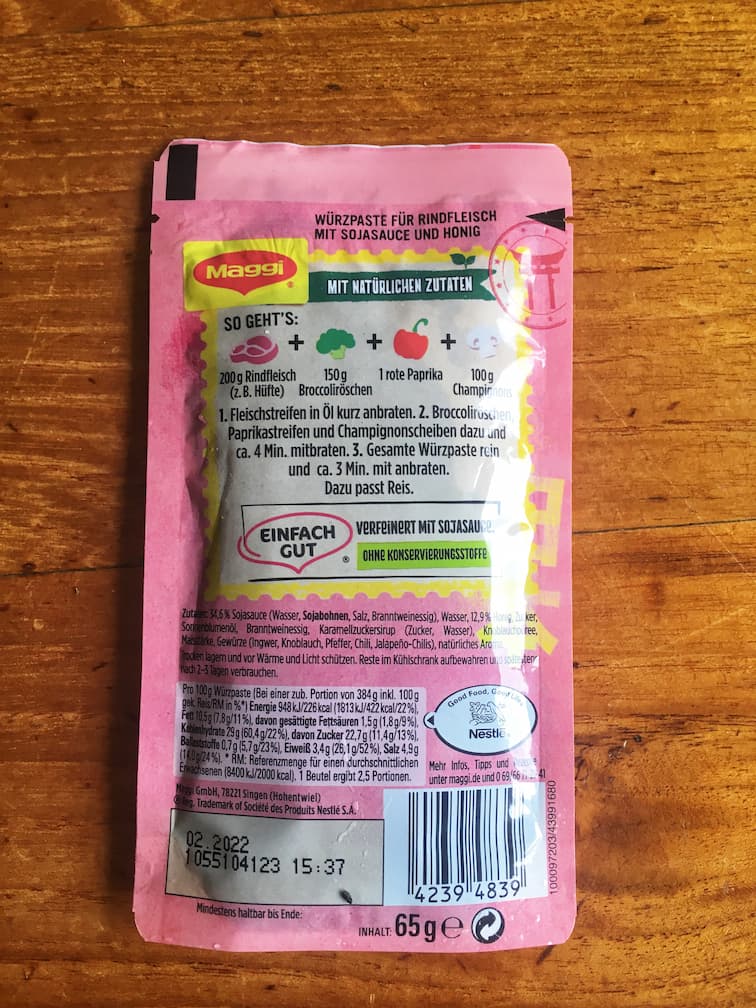 WÜRZPASTE FÜR RINDFLEISCH
MIT SOJASAUCE UND HONIG
Maggi
®
MIT NATÜRLICHEN ZUTATEN
SO GEHT'S:
+ + +
200 g Rindfleisch
(z. B. Hüfte)
150 g
Broccoliröschen
1 rote Paprika
100 g
Champignons
1. Fleischstreifen in Öl kurz anbraten. 2. Broccoliröschen,
Paprikastreifen und Champignonscheiben dazu und
ca. 4 Min. mitbraten. 3. Gesamte Würzpaste rein
und ca. 3 Min. mit anbraten.
Dazu passt Reis.
EINFACH
GUT
®
VERFEINERT MIT SOJASAUCE.
OHNE KONSERVIERUNGSSTOFFE
Zutaten: 34,6% Sojasauce (Wasser, Sojabohnen, Salz, Branntweinessig), Wasser, 12,9% Honig, Zucker,
Sonnenblumenöl, Branntweinessig, Karamellzuckersirup (Zucker, Wasser), Knoblauchpüree,
Maisstärke, Gewürze (Ingwer, Knoblauch, Pfeffer, Chili, Jalapeño-Chilis), natürliches Aroma.
Trocken lagern und vor Wärme und Licht schützen. Reste im Kühlschrank aufbewahren und spätestens
nach 2-3 Tagen verbrauchen.
Pro 100 g Würzpaste (Bei einer zub. Portion von 384 g inkl. 100 g
gek. Reis/RM in %*) Energie 948 kJ/226 kcal (1813 kJ/422 kcal/22%),
Fett 10,5 g (7,8 g/11%), davon gesättigte Fettsäuren 1,5 g (1,8 g/9%),
Kohlenhydrate 29 g (60,4 g/22%), davon Zucker 22,7 g (11,4 g/13%),
Ballaststoffe 0,7 g (5,7 g/23%), Eiweiß 3,4 g (26,1 g/52%), Salz 4,9 g
(14,0 g/24%). * RM: Referenzmenge für einen durchschnittlichen
Erwachsenen (8400 kJ/2000 kcal). 1 Beutel ergibt 2,5 Portionen.
Good Food, Good Life
Nestlé
Mehr Infos, Tipps und Rezepte
unter maggi.de und 0 69/66 71 41
Maggi GmbH, 78221 Singen (Hohentwiel)
® Reg. Trademark of Société des Produits Nestlé S.A.
02.2022
1055104123 15:37
Mindestens haltbar bis Ende:
4239 4839
100097203/43991680
INHALT: 65 g e